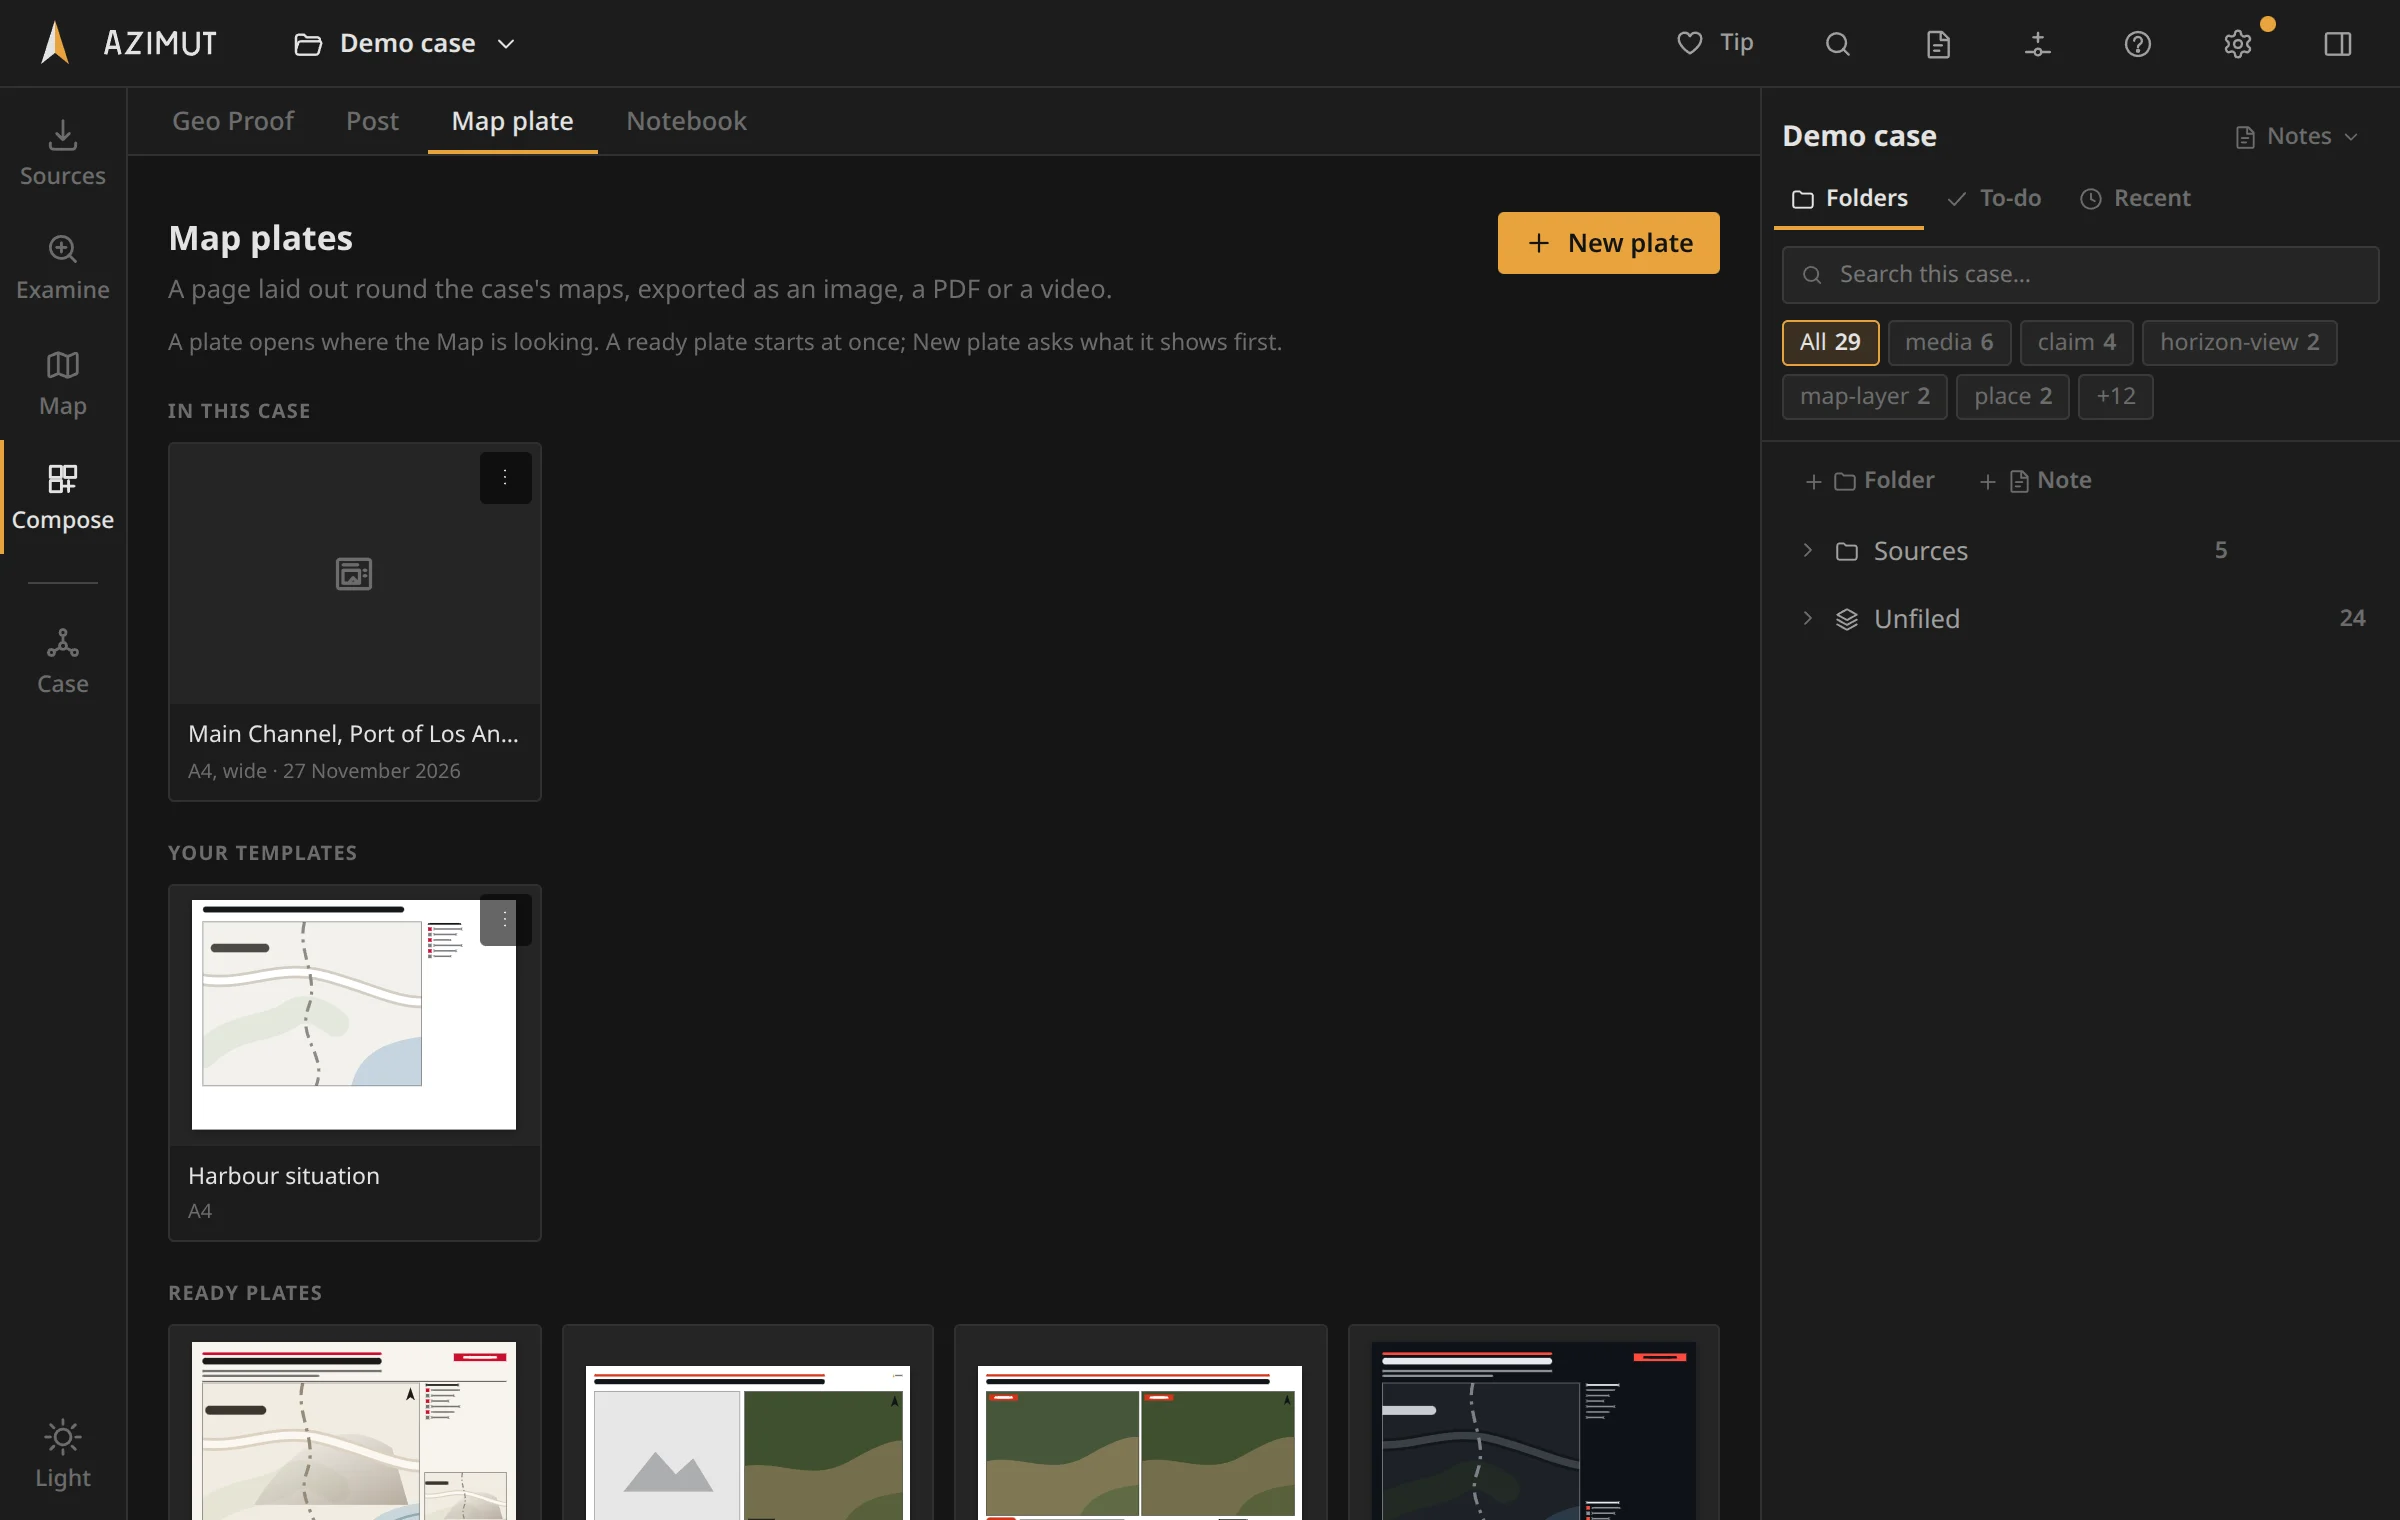 AZIMUT
Demo case
Tip
Sources
Examine
Map
Compose
Case
Light
Geo Proof
Post
Map plate
Notebook
Map plates
New plate
A page laid out round the case's maps, exported as an image, a PDF or a video.
A plate opens where the Map is looking. A ready plate starts at once; New plate asks what it shows first.
IN THIS CASE
Main Channel, Port of Los An...
A4, wide · 27 November 2026
YOUR TEMPLATES
Harbour situation
A4
READY PLATES
Demo case
Notes
Folders
To-do
Recent
Search this case...
All 29
media 6
claim 4
horizon-view 2
map-layer 2
place 2
+12
Folder
Note
Sources 5
Unfiled 24